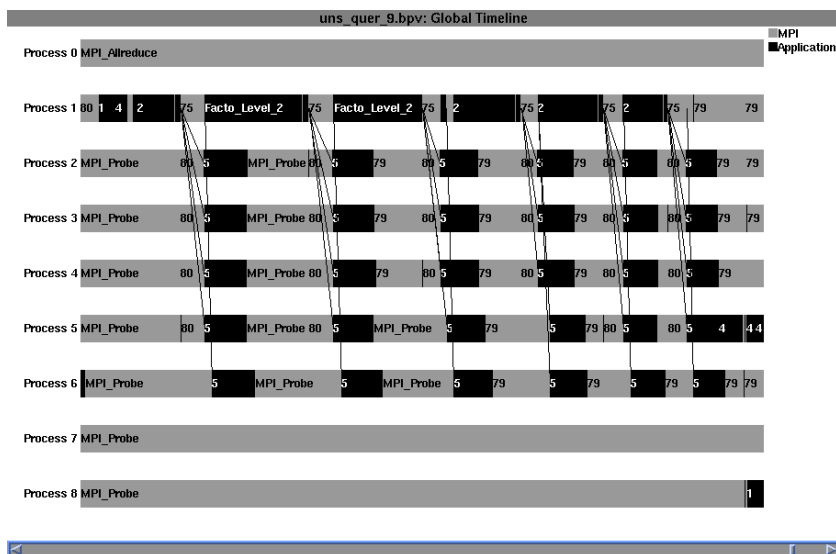 uns_quer_9.bpv: Global Timeline
MPI
Application
Process 0 MPI_Allreduce
Process 1 80 1 4 2 75 Facto_Level_2 75 Facto_Level_2 75 2 75 2 75 2 75 79 79
Process 2 MPI_Probe 80 5 MPI_Probe 80 5 79 80 5 79 80 5 79 80 5 80 5 79 79
Process 3 MPI_Probe 80 5 MPI_Probe 80 5 79 80 5 79 80 5 79 80 5 80 5 79 79
Process 4 MPI_Probe 80 5 MPI_Probe 80 5 79 80 5 79 80 5 79 80 5 80 5 79
Process 5 MPI_Probe 80 5 MPI_Probe 80 5 MPI_Probe 5 79 5 79 80 5 80 5 4 4 4
Process 6 MPI_Probe 5 MPI_Probe 5 MPI_Probe 5 79 5 79 5 79 5 79 79
Process 7 MPI_Probe
Process 8 MPI_Probe 1